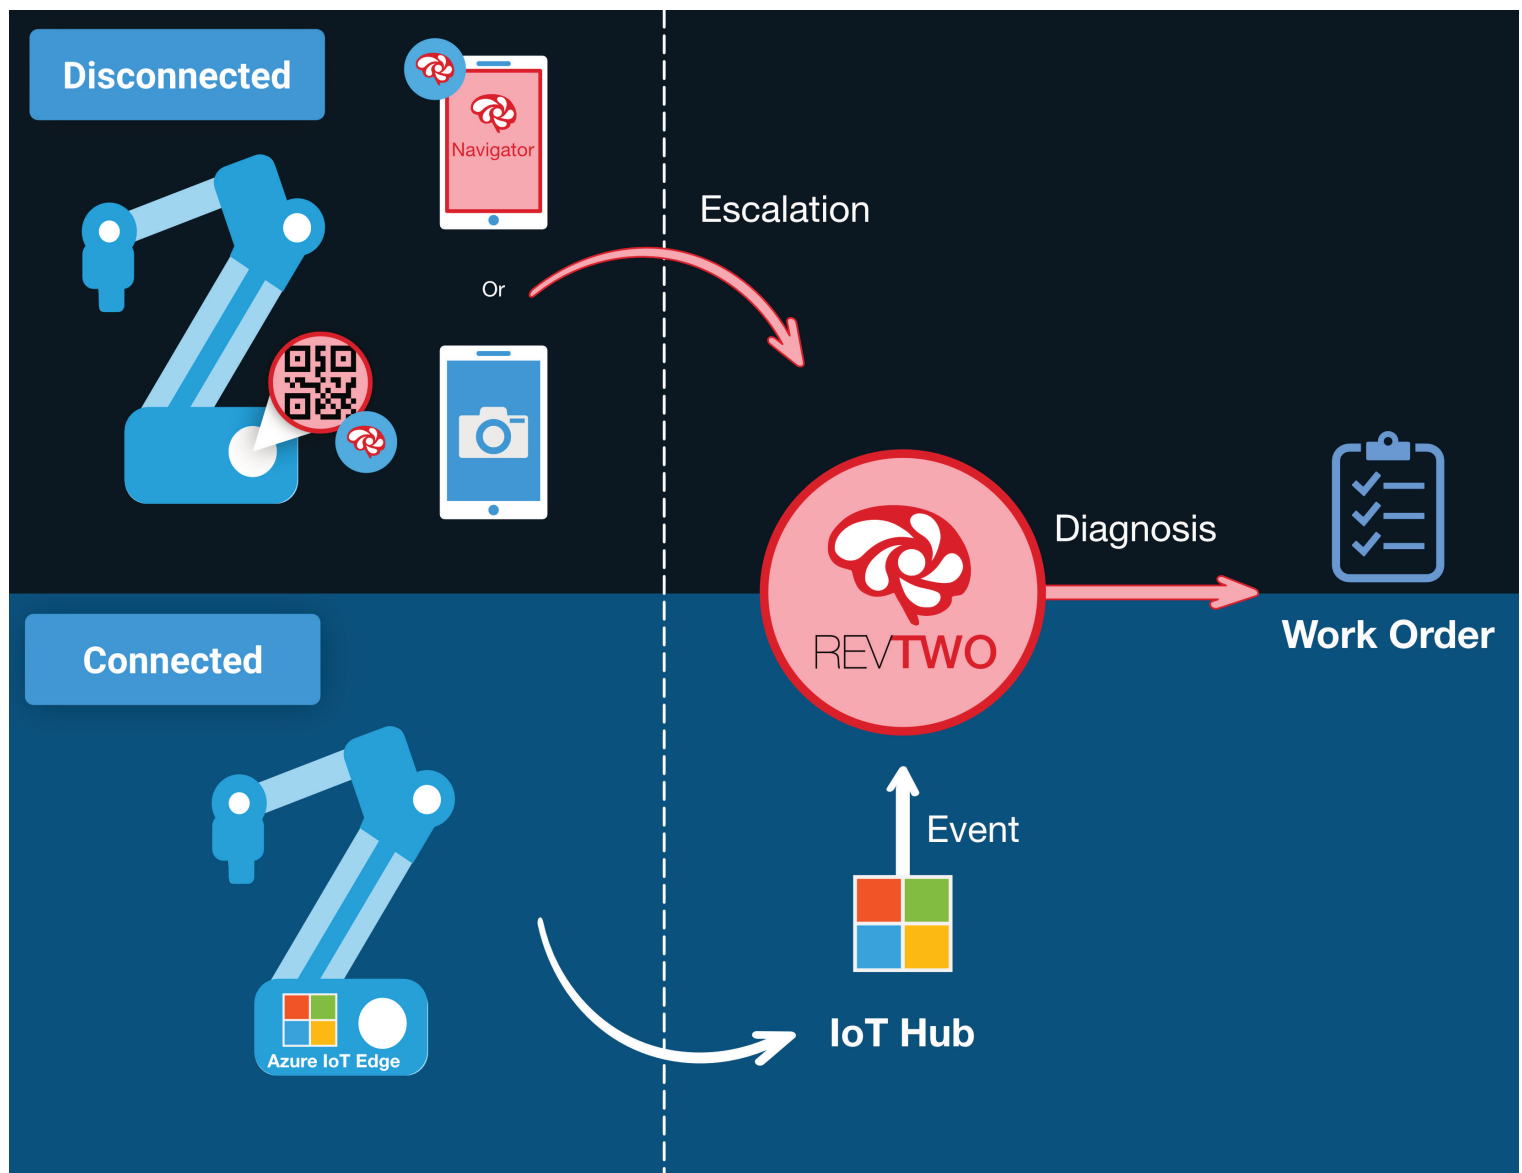 Disconnected
Navigator
Escalation
Or
Diagnosis
REVTWO
Work Order
Connected
Event
IoT Hub
Azure IoT Edge